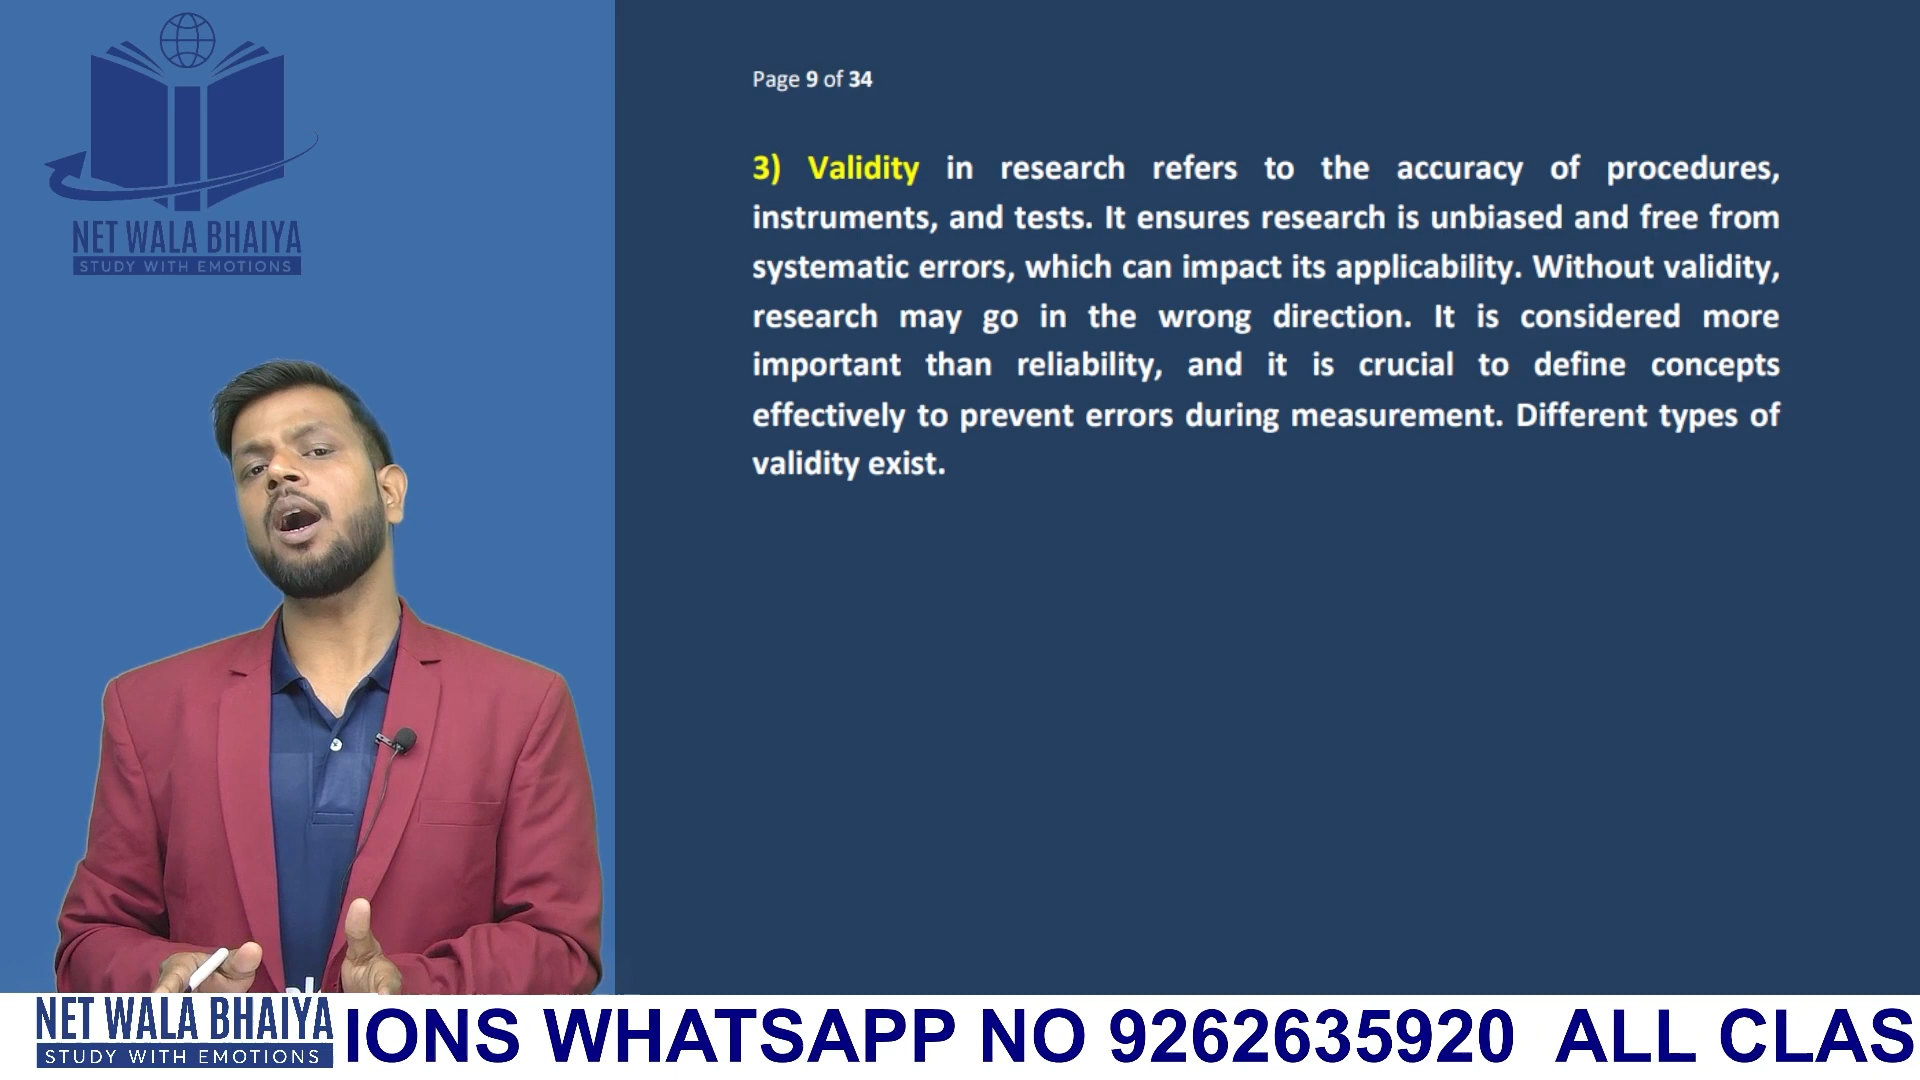 NET WALA BHAIYA
STUDY WITH EMOTIONS
Page 9 of 34
3) Validity in research refers to the accuracy of procedures,
instruments, and tests. It ensures research is unbiased and free from
systematic errors, which can impact its applicability. Without validity,
research may go in the wrong direction. It is considered more
important than reliability, and it is crucial to define concepts
effectively to prevent errors during measurement. Different types of
validity exist.
NET WALA BHAIYA
STUDY WITH EMOTIONS
IONS WHATSAPP NO 9262635920 ALL CLAS